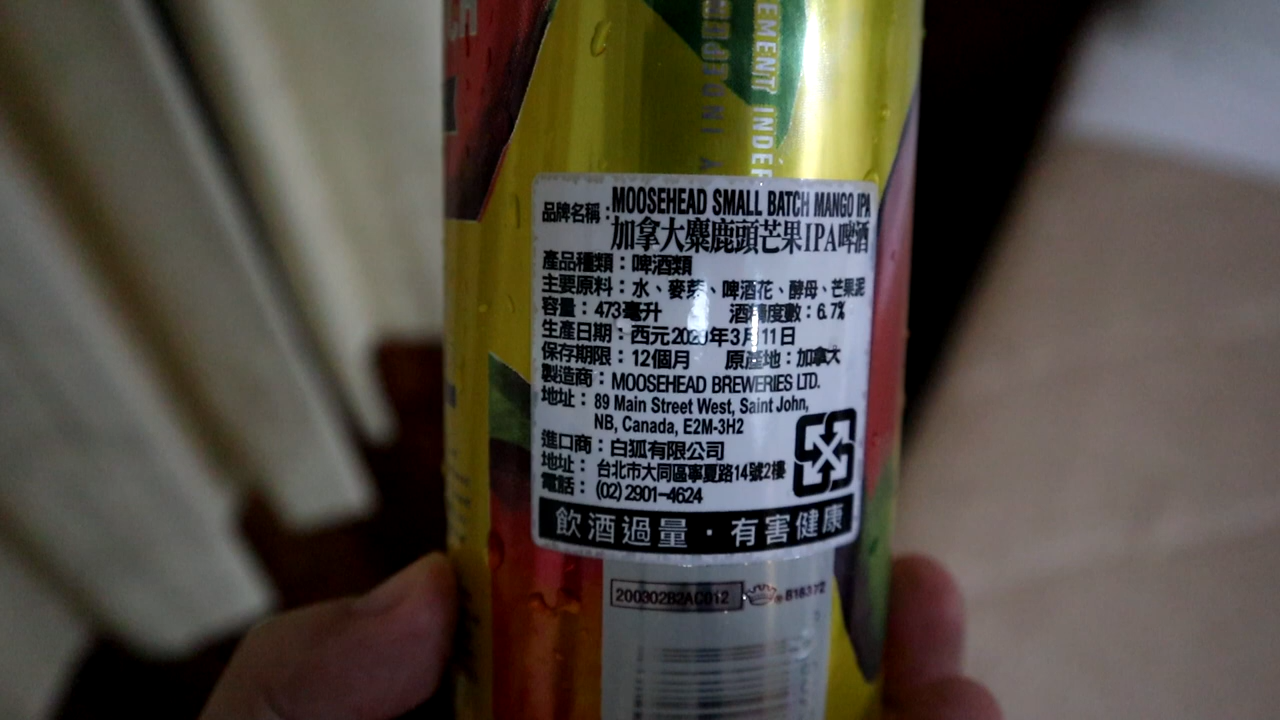 EMENT INDÉP
品牌名稱：MOOSEHEAD SMALL BATCH MANGO IPA
加拿大麋鹿頭芒果IPA啤酒
產品種類：啤酒類
主要原料：水、麥芽、啤酒花、酵母、芒果泥
容量：473毫升 酒精度數：6.7%
生產日期：西元2020年3月11日
保存期限：12個月 原產地：加拿大
製造商：MOOSEHEAD BREWERIES LTD.
地址：89 Main Street West, Saint John,
NB, Canada, E2M-3H2
進口商：白狐有限公司
地址：台北市大同區寧夏路14號2樓
電話：(02) 2901-4624
飲酒過量·有害健康
200302B2AC012